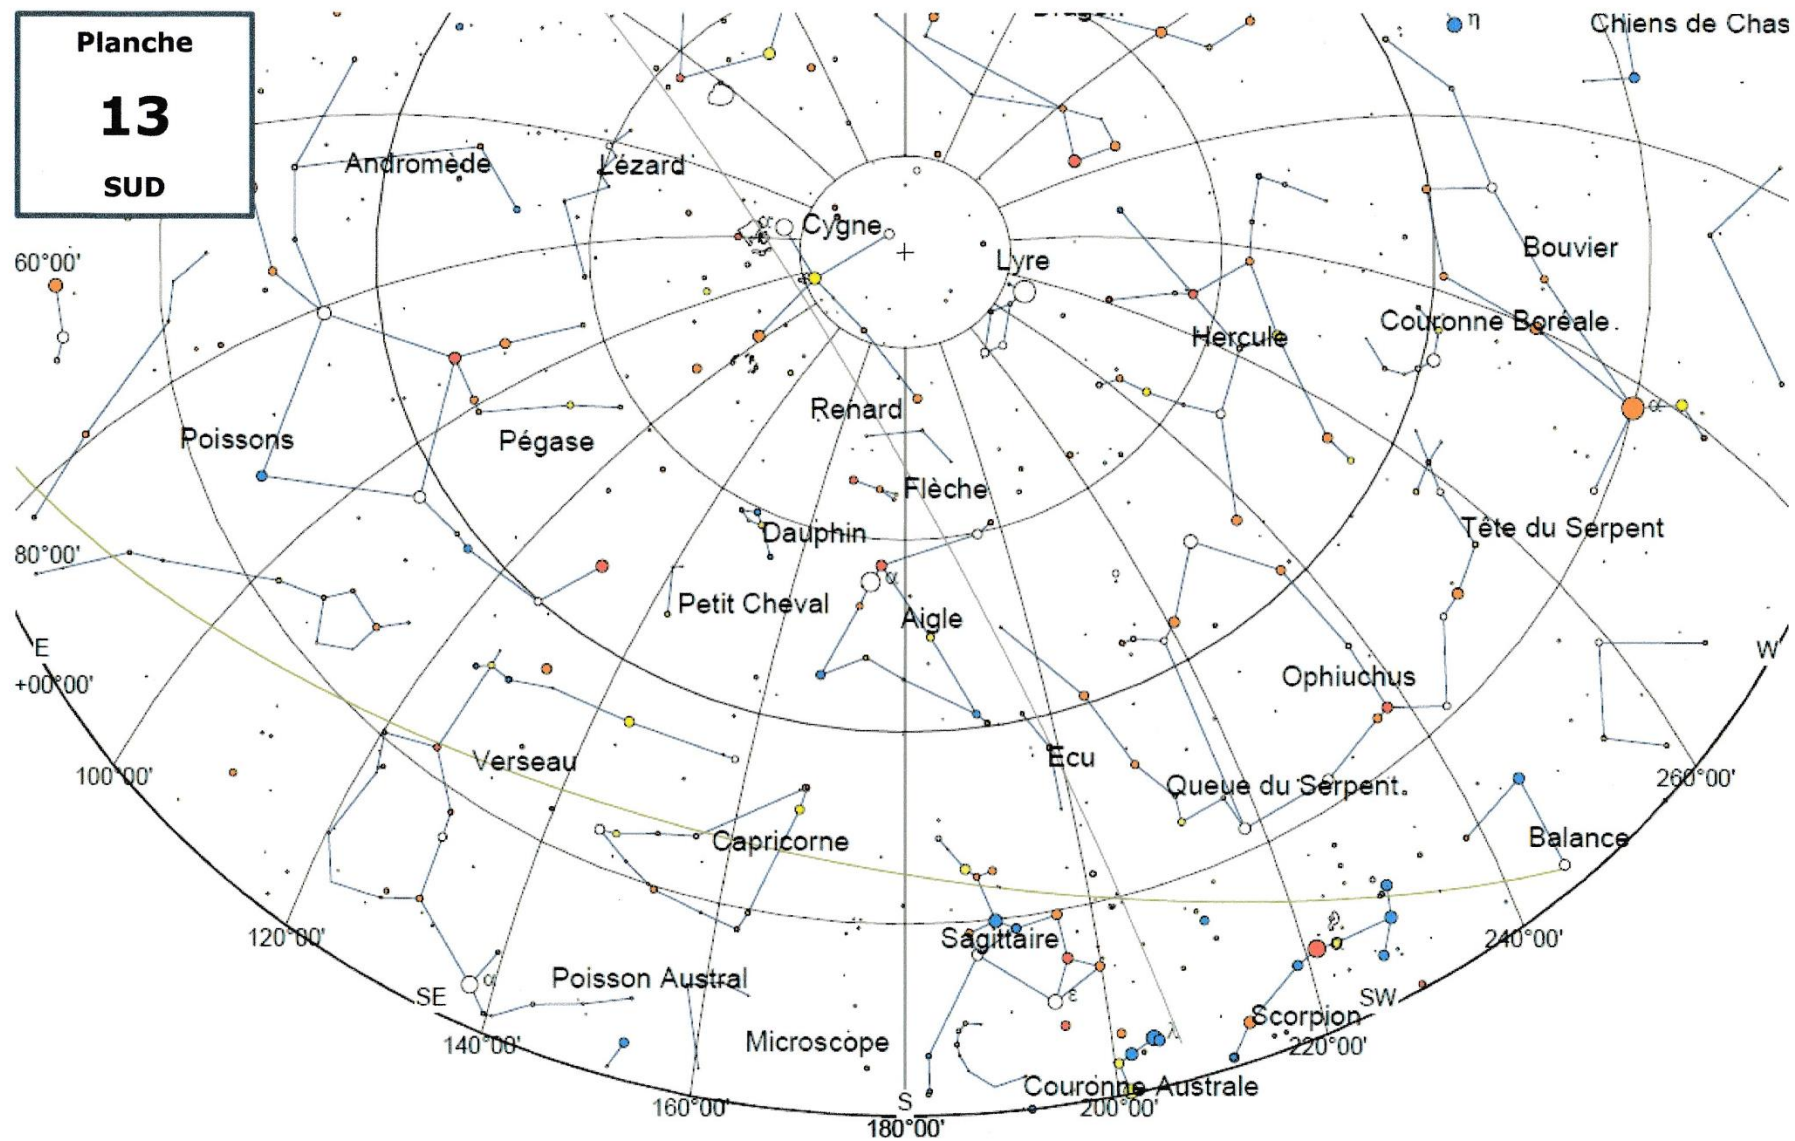 Planche
13
SUD
Dragon
η
Chiens de Chas
Andromède
Lézard
α
Cygne
Lyre
Bouvier
60°00'
Hercule
Couronne Boréale
α
Renard
Poissons
Pégase
Flèche
Dauphin
Tête du Serpent
80°00'
α
Petit Cheval
Aigle
E
W
+00°00'
Ophiuchus
Verseau
Ecu
100°00'
Queue du Serpent
260°00'
Capricorne
Balance
120°00'
Sagittaire
240°00'
α
Poisson Austral
SE
ε
SW
Scorpion
140°00'
Microscope
λ
220°00'
Couronne Australe
160°00'
S
200°00'
180°00'